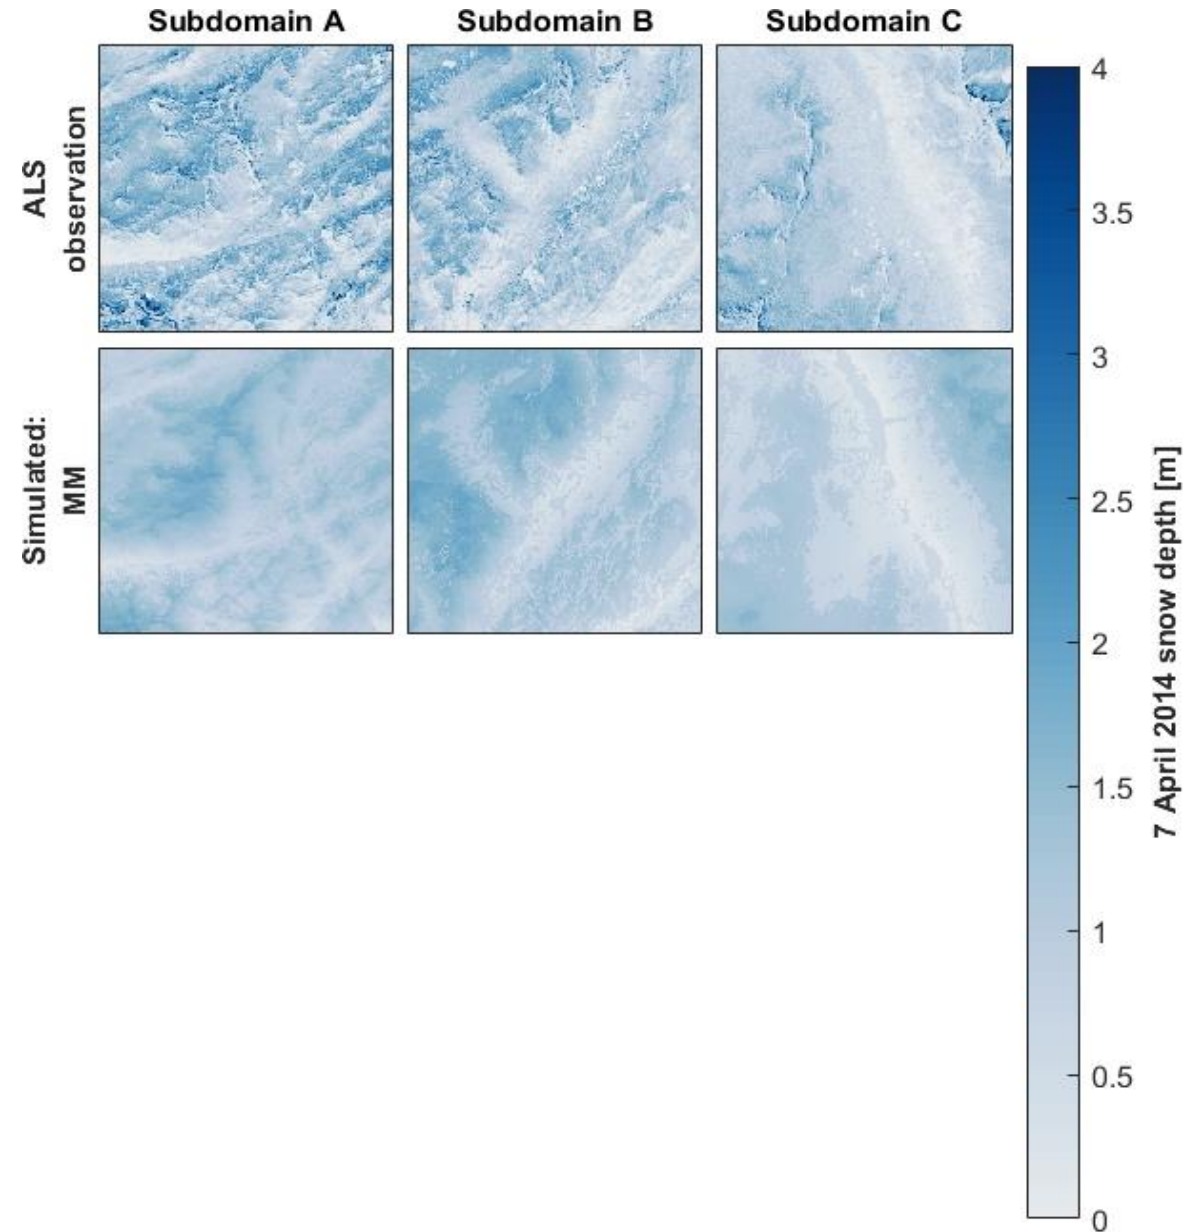 Subdomain A
Subdomain B
Subdomain C
ALS
observation
Simulated:
MM
4
3.5
3
2.5
2
1.5
1
0.5
0
7 April 2014 snow depth [m]